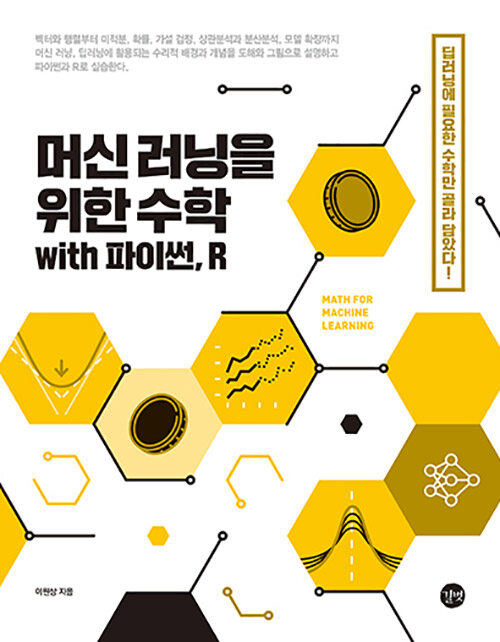 벡터와 행렬부터 미적분, 확률, 가설 검정, 상관분석과 분산분석, 모델 확장까지
머신 러닝, 딥러닝에 활용되는 수리적 배경과 개념을 도해와 그림으로 설명하고
파이썬과 R로 실습한다.
딥러닝에 필요한 수학만 골라 담았다!
머신 러닝을
위한 수학
with 파이썬, R
MATH FOR
MACHINE
LEARNING
이원상 지음
길벗